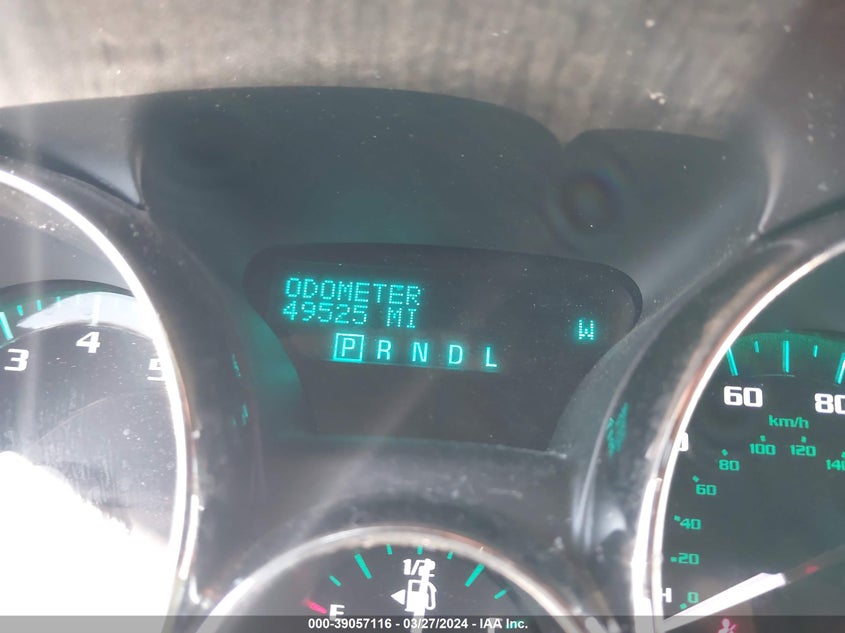 ODOMETER
49525 MI
W
P R N D L
3 4 5
60 80
km/h
20 40 60 80 100 120
1/2
E
H
000-39057116 - 03/27/2024 - IAA Inc.